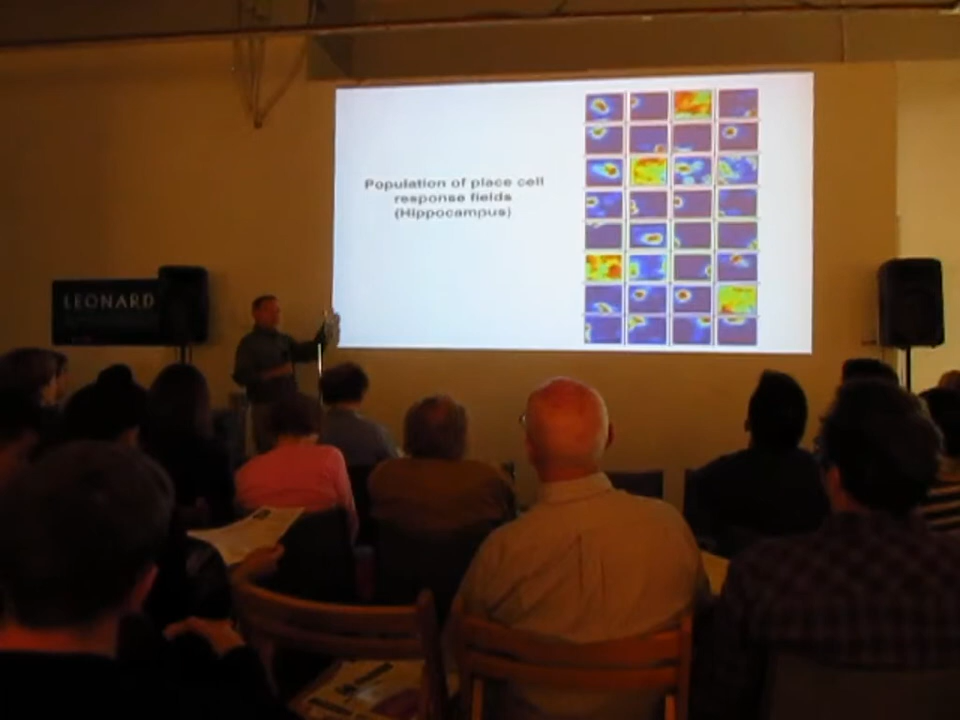 Population of place cell
response fields
(Hippocampus)
LEONARD